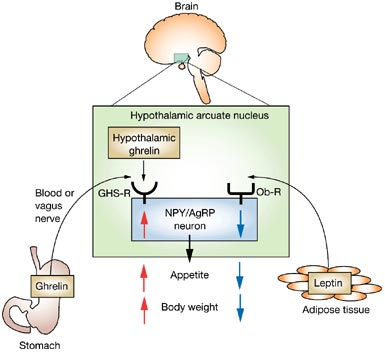 Brain
Hypothalamic arcuate nucleus
Hypothalamic
ghrelin
Blood or
vagus
nerve
GHS-R
Ob-R
NPY/AgRP
neuron
Ghrelin
Appetite
Leptin
Body weight
Adipose tissue
Stomach